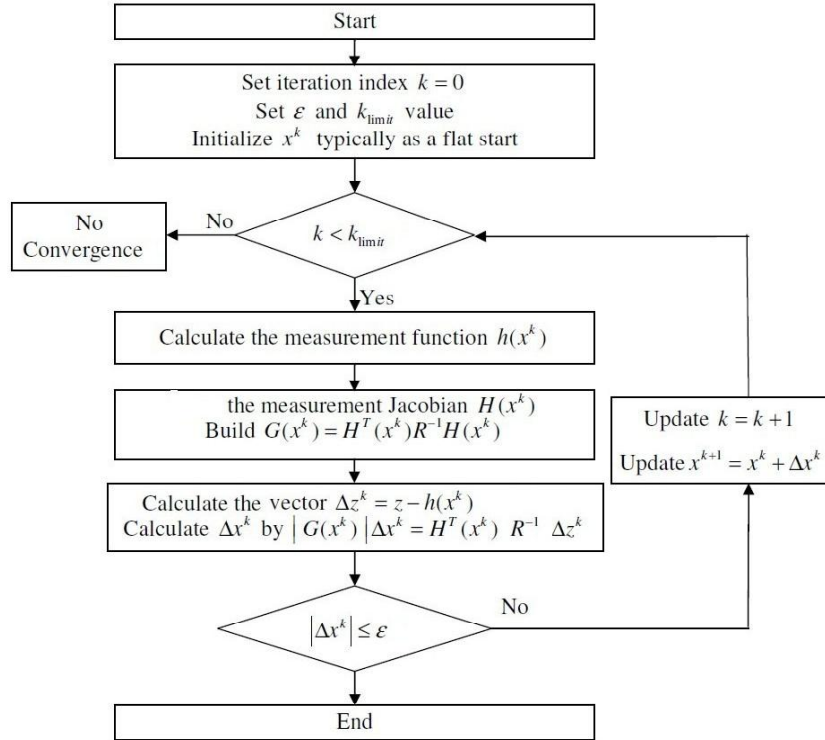 Start
Set iteration index k = 0
Set ε and k_limit value
Initialize x^k typically as a flat start
No
Convergence
No
k < k_limit
Yes
Calculate the measurement function h(x^k)
the measurement Jacobian H(x^k)
Build G(x^k) = H^T(x^k)R^-1H(x^k)
Update k = k + 1
Update x^k+1 = x^k + Δx^k
Calculate the vector Δz^k = z − h(x^k)
Calculate Δx^k by | G(x^k) | Δx^k = H^T(x^k) R^-1 Δz^k
No
|Δx^k| ≤ ε
End